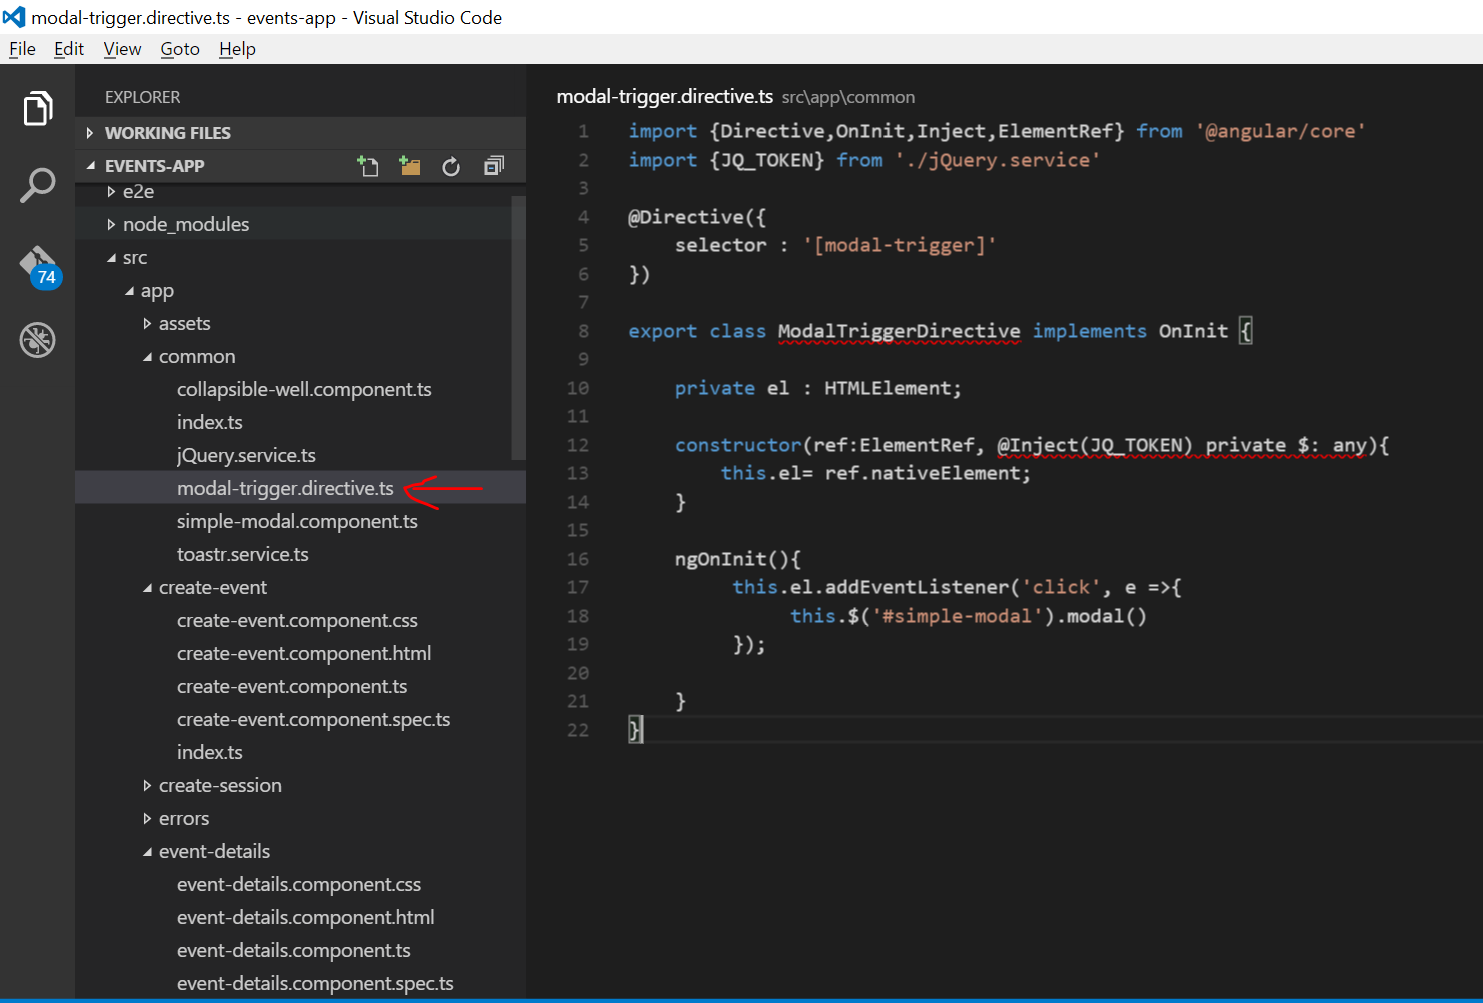 modal-trigger.directive.ts - events-app - Visual Studio Code
File Edit View Goto Help
EXPLORER
WORKING FILES
EVENTS-APP
e2e
node_modules
src
app
assets
common
collapsible-well.component.ts
index.ts
jQuery.service.ts
modal-trigger.directive.ts
simple-modal.component.ts
toastr.service.ts
create-event
create-event.component.css
create-event.component.html
create-event.component.ts
create-event.component.spec.ts
index.ts
create-session
errors
event-details
event-details.component.css
event-details.component.html
event-details.component.ts
event-details.component.spec.ts
74
modal-trigger.directive.ts src\app\common
1 import {Directive,OnInit,Inject,ElementRef} from '@angular/core'
2 import {JQ_TOKEN} from './jQuery.service'
3
4 @Directive({
5 selector : '[modal-trigger]'
6 })
7
8 export class ModalTriggerDirective implements OnInit {
9
10 private el : HTMLElement;
11
12 constructor(ref:ElementRef, @Inject(JQ_TOKEN) private $: any){
13 this.el= ref.nativeElement;
14 }
15
16 ngOnInit(){
17 this.el.addEventListener('click', e =>{
18 this.$('#simple-modal').modal()
19 });
20
21 }
22 }